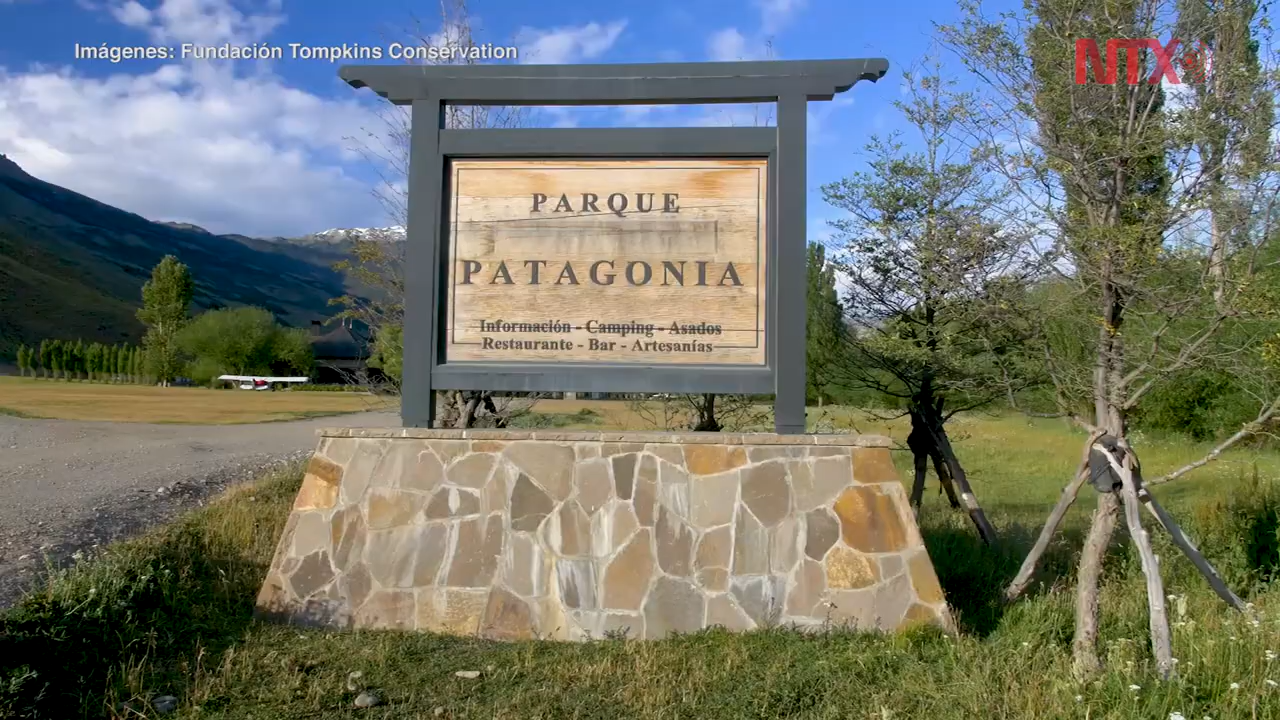 Imágenes: Fundación Tompkins Conservation
NTX
PARQUE
PATAGONIA
Información - Camping - Asados
Restaurante - Bar - Artesanías